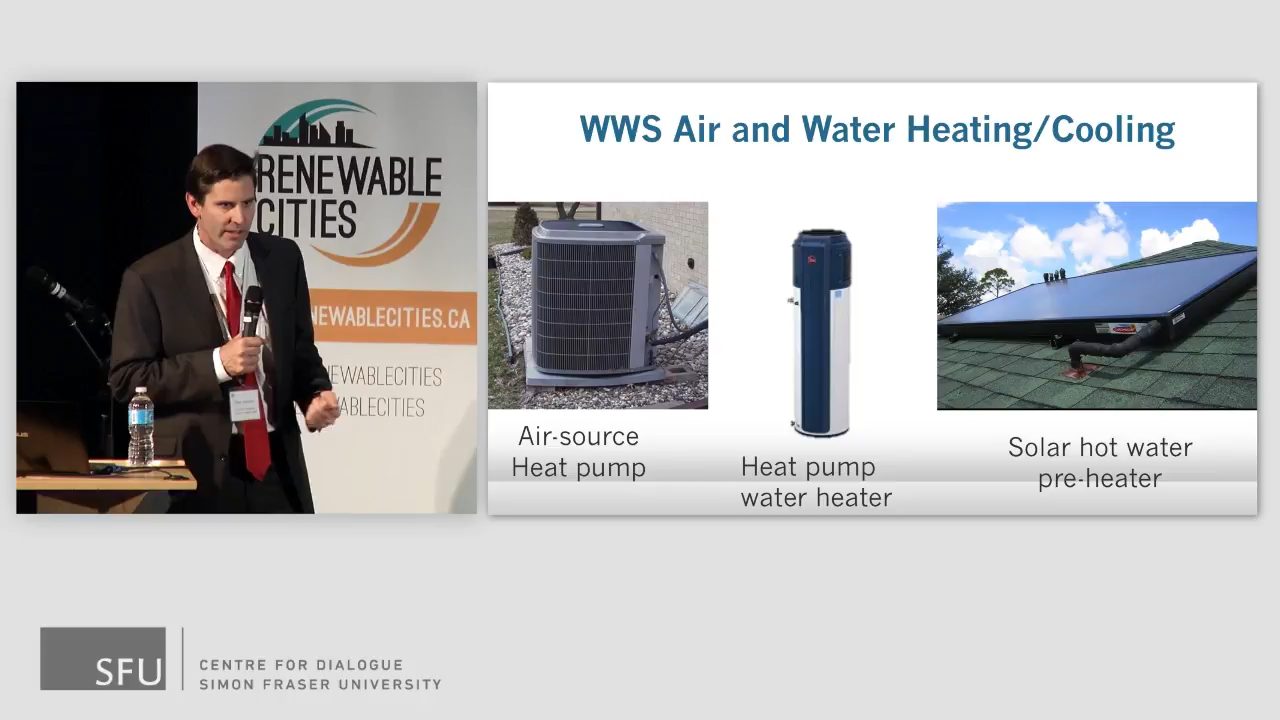 RENEWABLE
CITIES
NEWABLECITIES.CA
EWABLECITIES
ABLECITIES
WWS Air and Water Heating/Cooling
Air-source
Heat pump
Heat pump
water heater
Solar hot water
pre-heater
SFU
CENTRE FOR DIALOGUE
SIMON FRASER UNIVERSITY